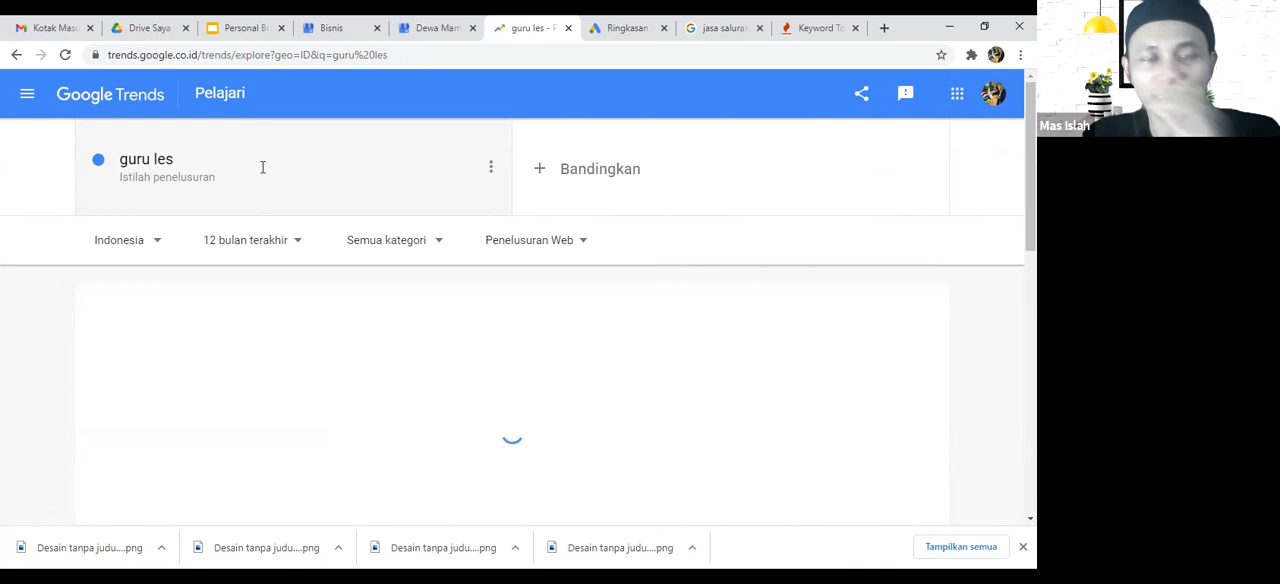 Kotak Masu
Drive Saya
Personal B
Bisnis
Dewa Mam
guru les - P
Ringkasan
jasa saluran
Keyword To
trends.google.co.id/trends/explore?geo=ID&q=guru%20les
Google Trends
Pelajari
guru les
Istilah penelusuran
+ Bandingkan
Indonesia
12 bulan terakhir
Semua kategori
Penelusuran Web
Desain tanpa judu....png
Desain tanpa judu....png
Desain tanpa judu....png
Desain tanpa judu....png
Tampilkan semua
Mas Islah